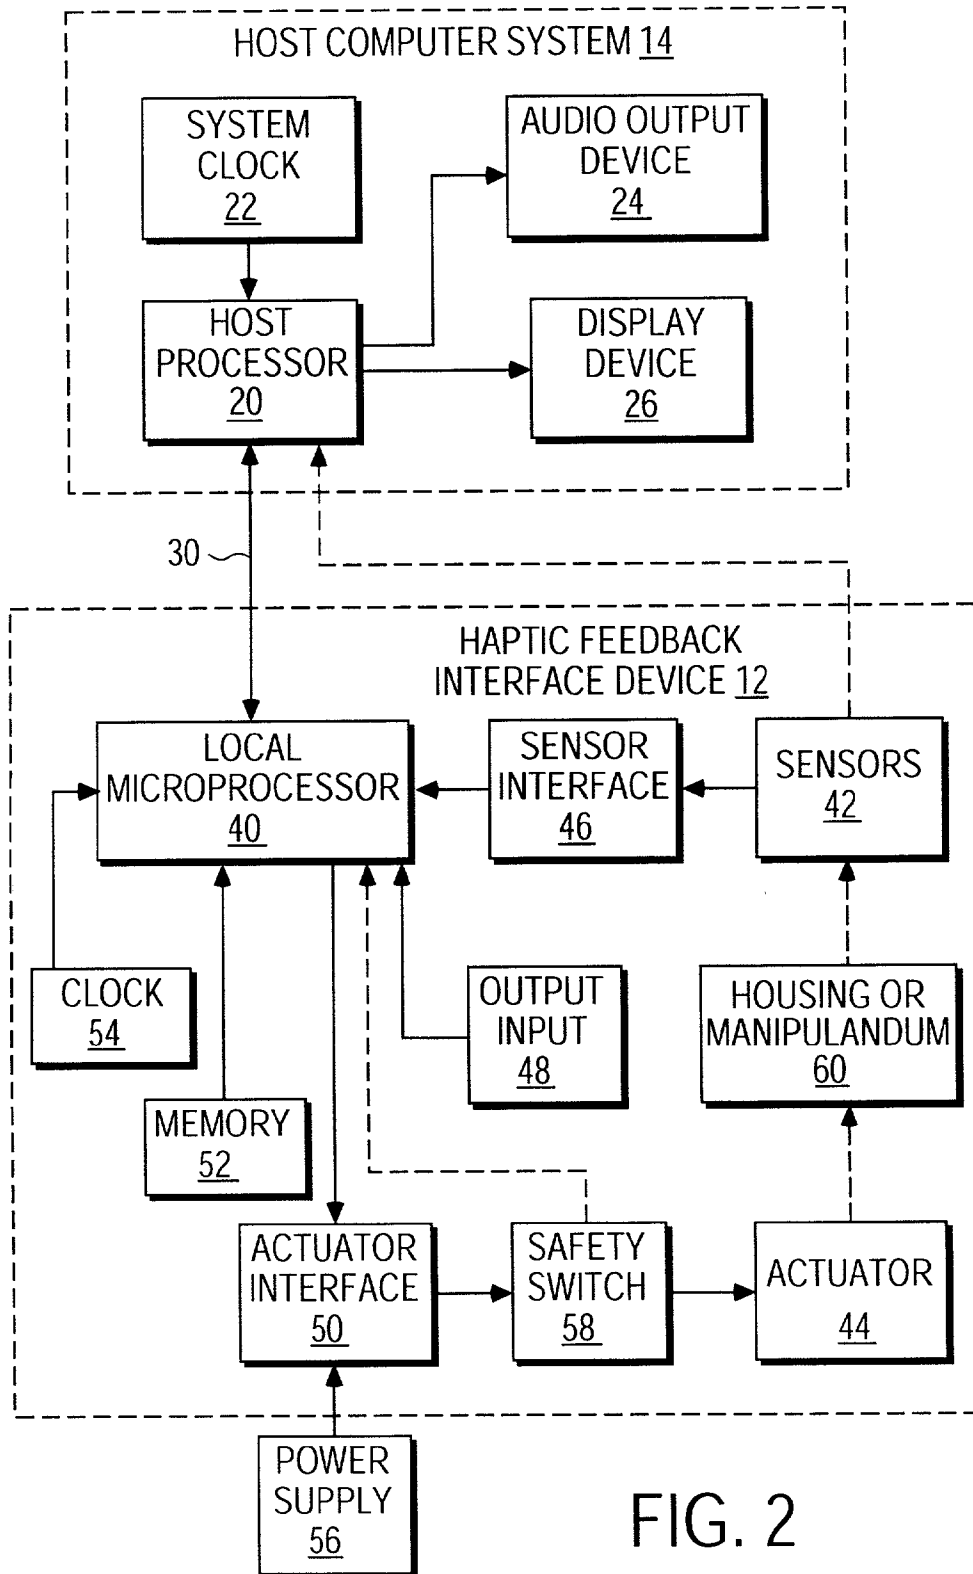 HOST COMPUTER SYSTEM 14
SYSTEM
CLOCK
22
AUDIO OUTPUT
DEVICE
24
HOST
PROCESSOR
20
DISPLAY
DEVICE
26
30
HAPTIC FEEDBACK
INTERFACE DEVICE 12
LOCAL
MICROPROCESSOR
40
SENSOR
INTERFACE
46
SENSORS
42
CLOCK
54
OUTPUT
INPUT
48
HOUSING OR
MANIPULANDUM
60
MEMORY
52
ACTUATOR
INTERFACE
50
SAFETY
SWITCH
58
ACTUATOR
44
POWER
SUPPLY
56
FIG. 2